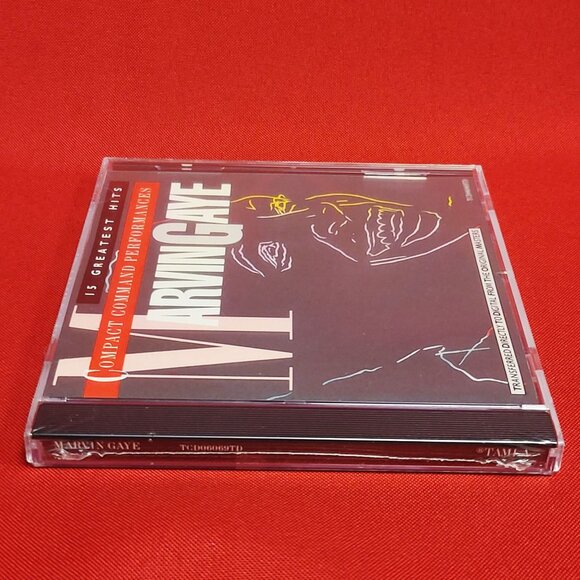 15 GREATEST HITS
COMPACT COMMAND PERFORMANCES
MARVIN GAYE
TRANSFERRED DIRECTLY TO DIGITAL FROM THE ORIGINAL MASTERS
MARVIN GAYE TCD06069TD ®TAMLA